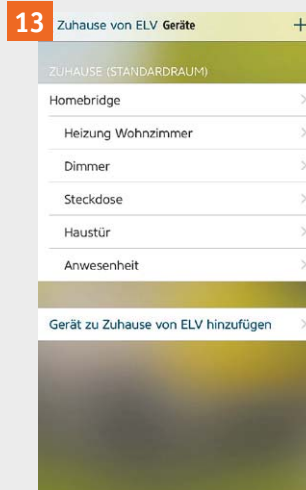 13
Zuhause von ELV Geräte +
ZUHAUSE (STANDARDRAUM)
Homebridge
Heizung Wohnzimmer
Dimmer
Steckdose
Haustür
Anwesenheit
Gerät zu Zuhause von ELV hinzufügen